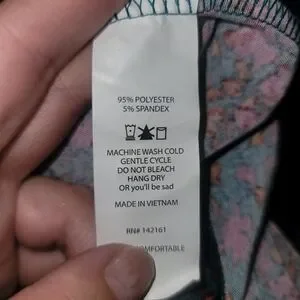 95% POLYESTER
5% SPANDEX
MACHINE WASH COLD
GENTLE CYCLE
DO NOT BLEACH
HANG DRY
OR you'll be sad
MADE IN VIETNAM
RN# 142161